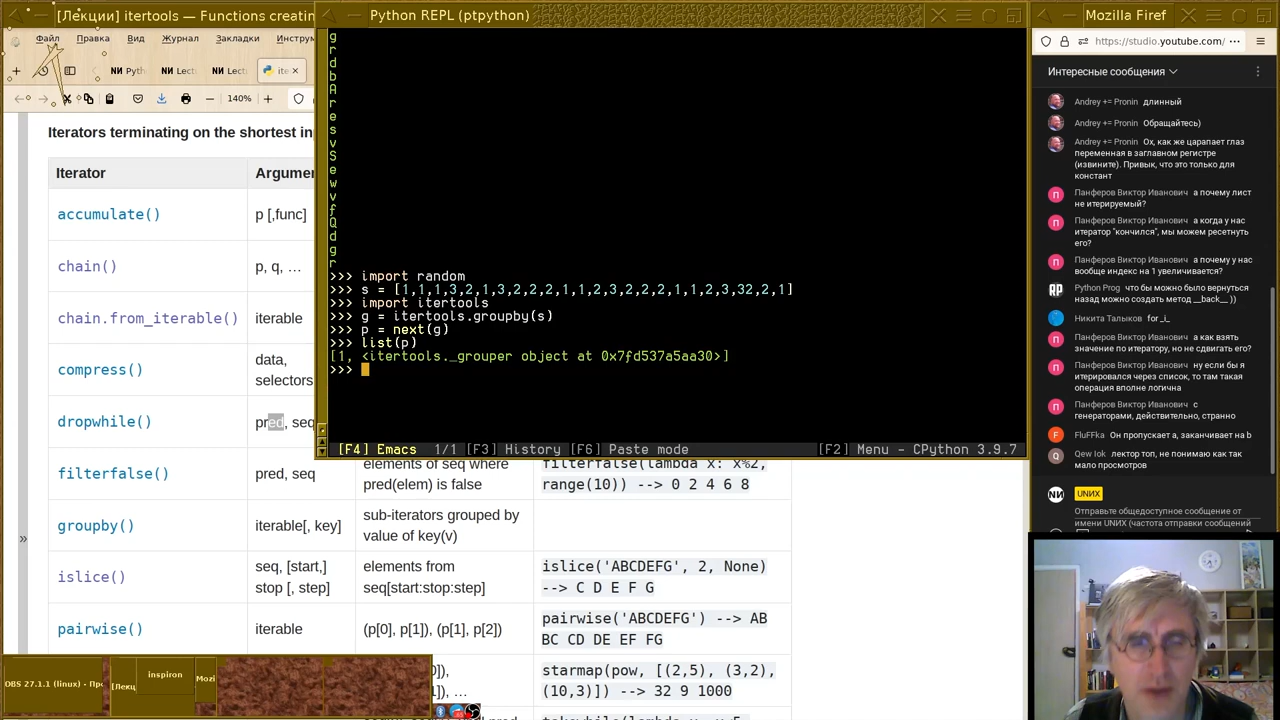 [Лекции] itertools — Functions creatin
Python REPL (ptpython)
Mozilla Firef
Файл Правка Вид Журнал Закладки Инструм
Pyth Lect Lect ite
140%
https://studio.youtube.com/
Iterators terminating on the shortest in
Iterator Argumen
accumulate() p [,func]
chain() p, q, …
chain.from_iterable() iterable
compress() data,
selectors
dropwhile() pred, seq
filterfalse() pred, seq elements of seq where
pred(elem) is false
filterfalse(lambda x: x%2,
range(10)) --> 0 2 4 6 8
groupby() iterable[, key] sub-iterators grouped by
value of key(v)
islice() seq, [start,]
stop [, step]
elements from
seq[start:stop:step]
islice('ABCDEFG', 2, None)
--> C D E F G
pairwise() iterable (p[0], p[1]), (p[1], p[2])
pairwise('ABCDEFG') --> AB
BC CD DE EF FG
starmap(pow, [(2,5), (3,2),
(10,3)]) --> 32 9 1000
g
r
d
b
A
r
e
s
v
S
e
w
v
f
Q
d
g
r
>>> import random
>>> s = [1,1,1,3,2,1,3,2,2,2,1,1,2,3,2,2,2,1,1,2,3,32,2,1]
>>> import itertools
>>> g = itertools.groupby(s)
>>> p = next(g)
>>> list(p)
[1, <itertools._grouper object at 0x7fd537a5aa30>]
>>>
[F4] Emacs 1/1 [F3] History [F6] Paste mode [F2] Menu - CPython 3.9.7
Интересные сообщения
Andrey += Pronin длинный
Andrey += Pronin Обращайтесь)
Andrey += Pronin Ох, как же царапает глаз
переменная в заглавном регистре
(извините). Привык, что это только для
констант
Панферов Виктор Иванович а почему лист
не итерируемый?
Панферов Виктор Иванович а когда у нас
итератор "кончился", мы можем ресетнуть
его?
Панферов Виктор Иванович а почему у нас
вообще индекс на 1 увеличивается?
Python Prog что бы можно было вернуться
назад можно создать метод __back__ ))
Никита Талыков for_i_
Панферов Виктор Иванович а как взять
значение по итератору, но не сдвигать его?
Панферов Виктор Иванович ну если бы я
итерировался через список, то там такая
операция вполне логична
Панферов Виктор Иванович с
генераторами, действительно, странно
FluFFka Он пропускает а, заканчивает на b
Qew lok лектор топ, не понимаю как так
мало просмотров
UNИX
Отправьте общедоступное сообщение от
имени UNИX (частота отправки сообщений
OBS 27.1.1 (linux) - Про
[Лекц
inspiron
Mozi